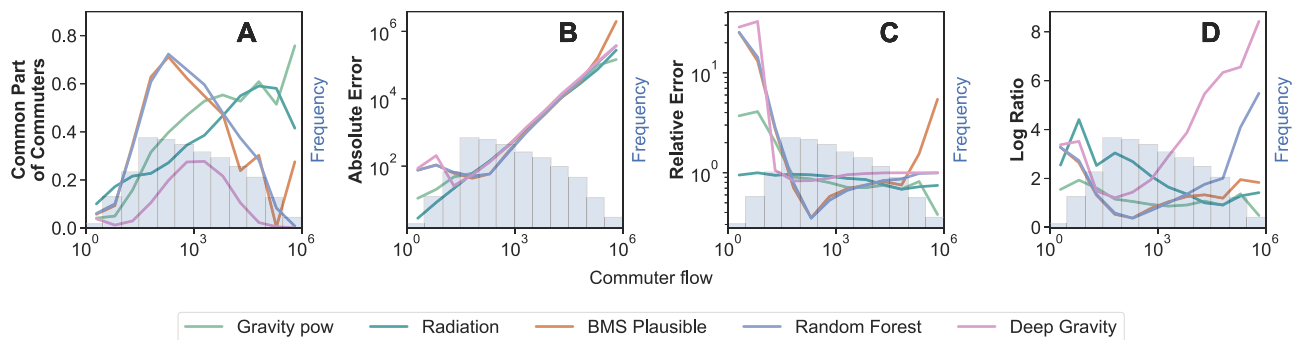 A
B
C
D
Common Part
of Commuters
0.8
0.6
0.4
0.2
0.0
10^0
10^3
10^6
Frequency
Absolute Error
10^6
10^4
10^2
10^0
10^3
10^6
Frequency
Relative Error
10^1
10^0
10^0
10^3
10^6
Frequency
Log Ratio
8
6
4
2
0
10^0
10^3
10^6
Frequency
Commuter flow
Gravity pow Radiation BMS Plausible Random Forest Deep Gravity